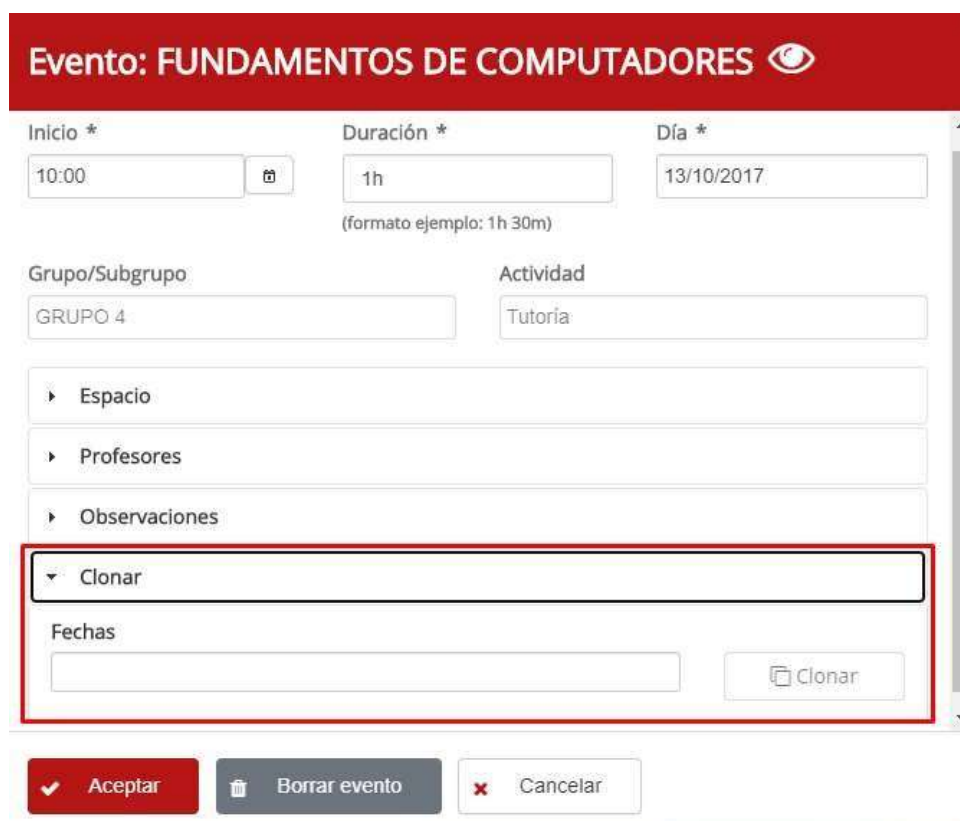 Evento: FUNDAMENTOS DE COMPUTADORES
Inicio * Duración * Día *
10:00 1h 13/10/2017
(formato ejemplo: 1h 30m)
Grupo/Subgrupo Actividad
GRUPO 4 Tutoría
Espacio
Profesores
Observaciones
Clonar
Fechas
Clonar
Aceptar Borrar evento Cancelar